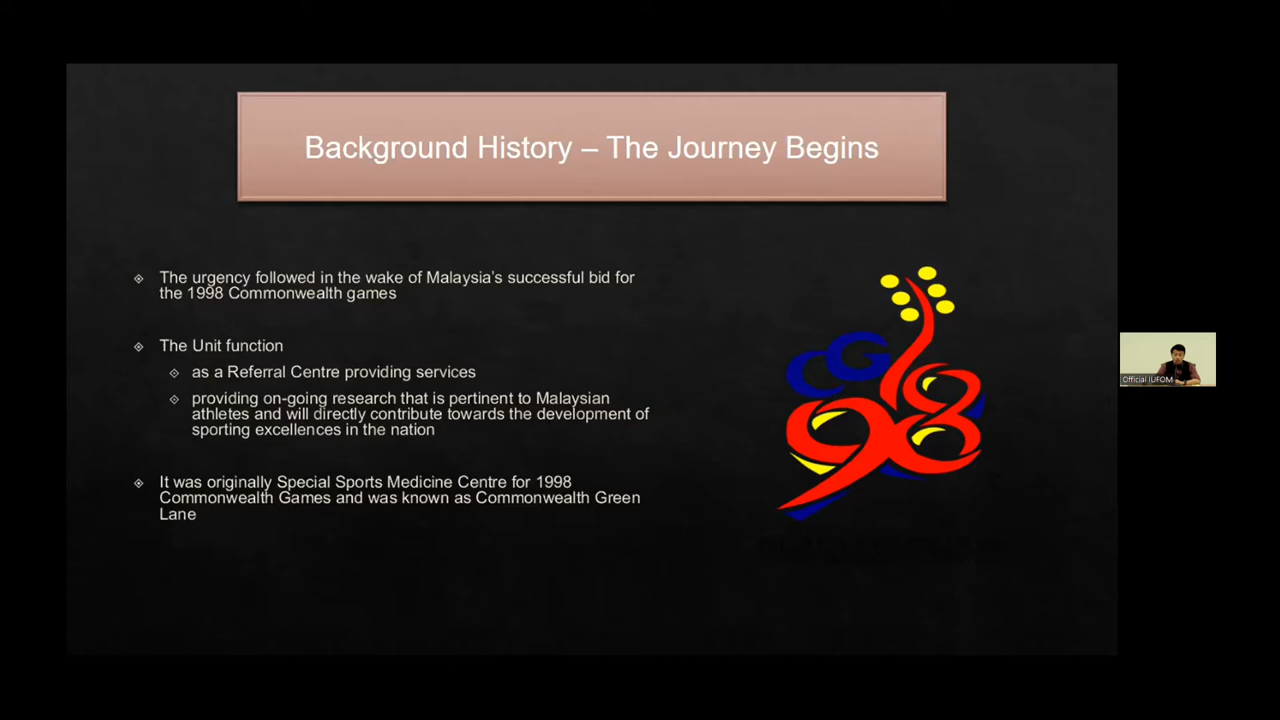 Background History – The Journey Begins
The urgency followed in the wake of Malaysia's successful bid for
the 1998 Commonwealth games
The Unit function
as a Referral Centre providing services
providing on-going research that is pertinent to Malaysian
athletes and will directly contribute towards the development of
sporting excellences in the nation
It was originally Special Sports Medicine Centre for 1998
Commonwealth Games and was known as Commonwealth Green
Lane
CG
98
Official IUFOM